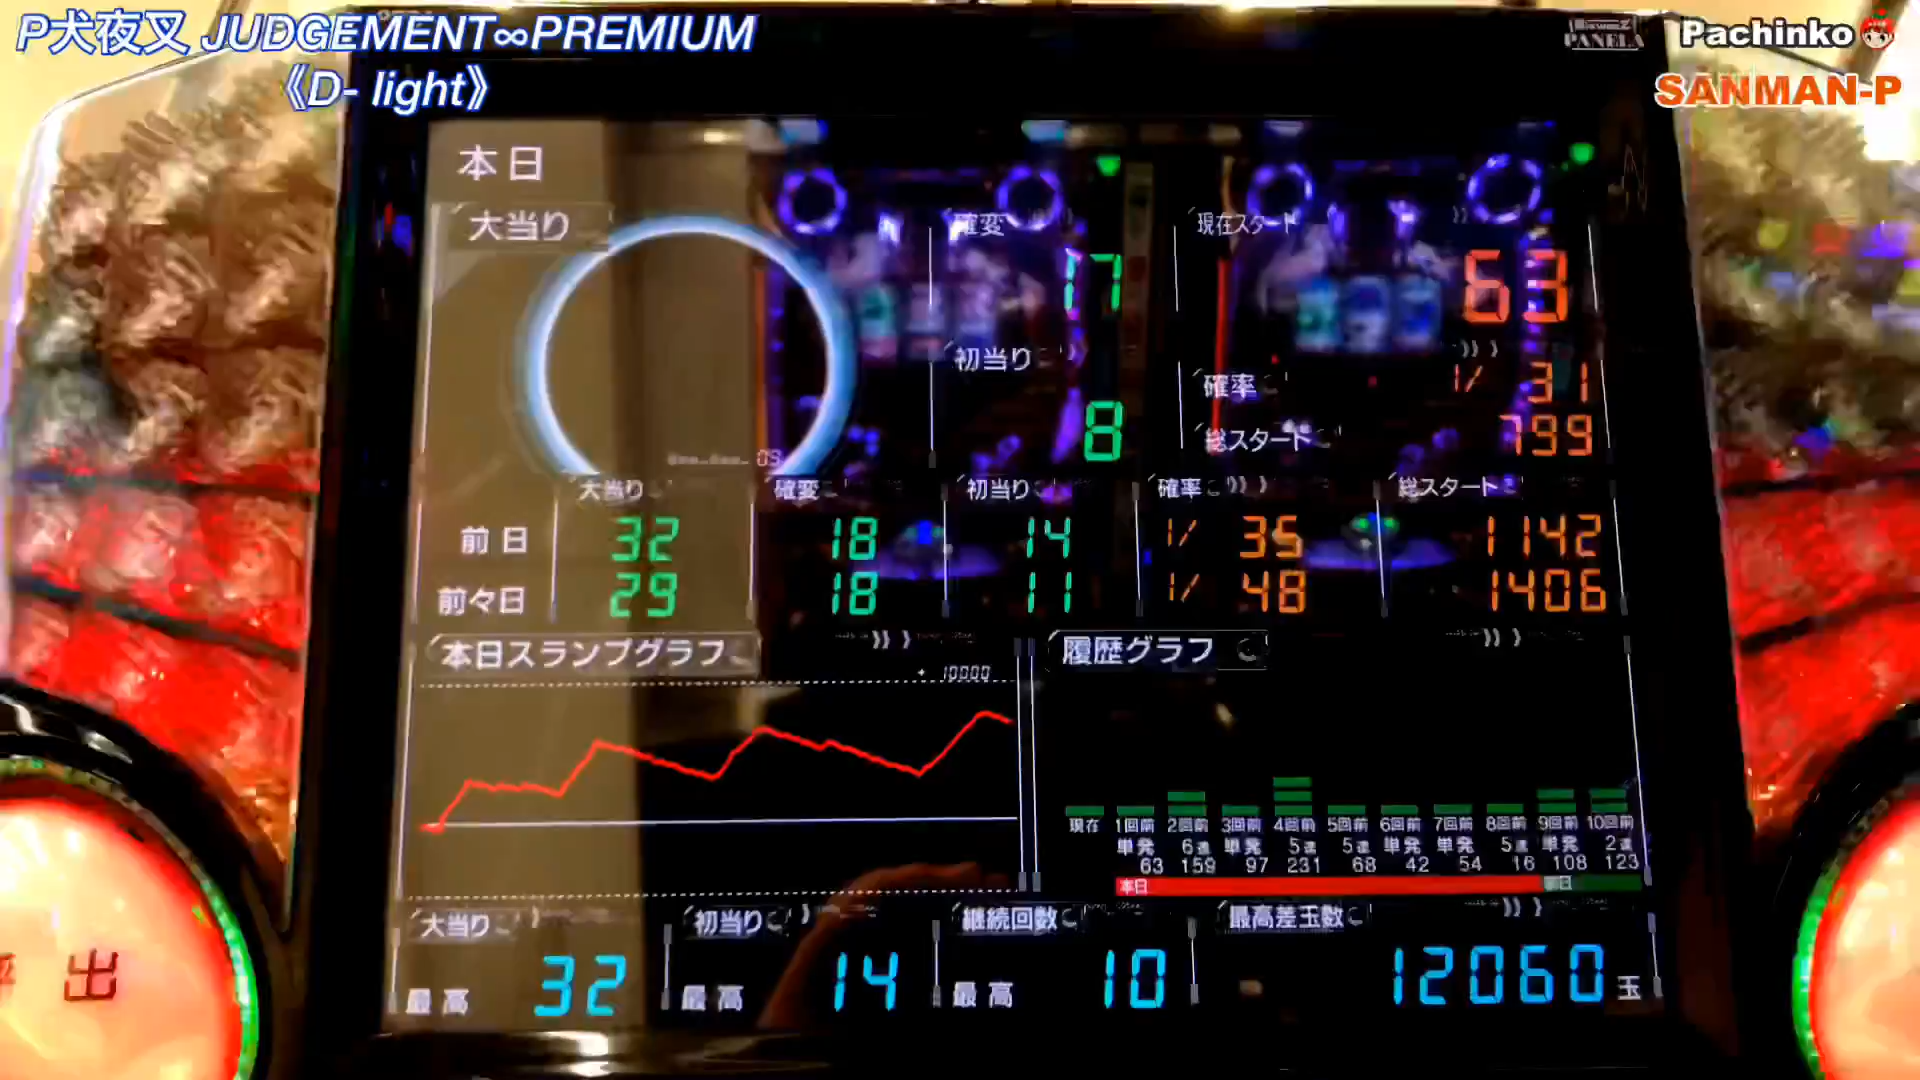 P犬夜叉 JUDGEMENT∞PREMIUM
《D- light》
PANELA
Pachinko
SANMAN-P
本日
大当り
確変
17
現在スタート
63
初当り
8
確率 1/ 31
総スタート 799
大当り 確変 初当り 確率 総スタート
前日 32 18 14 1/ 35 1142
前々日 29 18 11 1/ 48 1406
本日スランプグラフ
10000
履歴グラフ
現在 1回前 2回前 3回前 4回前 5回前 6回前 7回前 8回前 9回前 10回前
単発 6連 単発 5連 5連 単発 単発 5連 単発 2連
63 159 97 231 68 42 54 16 108 123
本日
大当り 初当り 継続回数 最高差玉数
最高 32 最高 14 最高 10 12060 玉
出